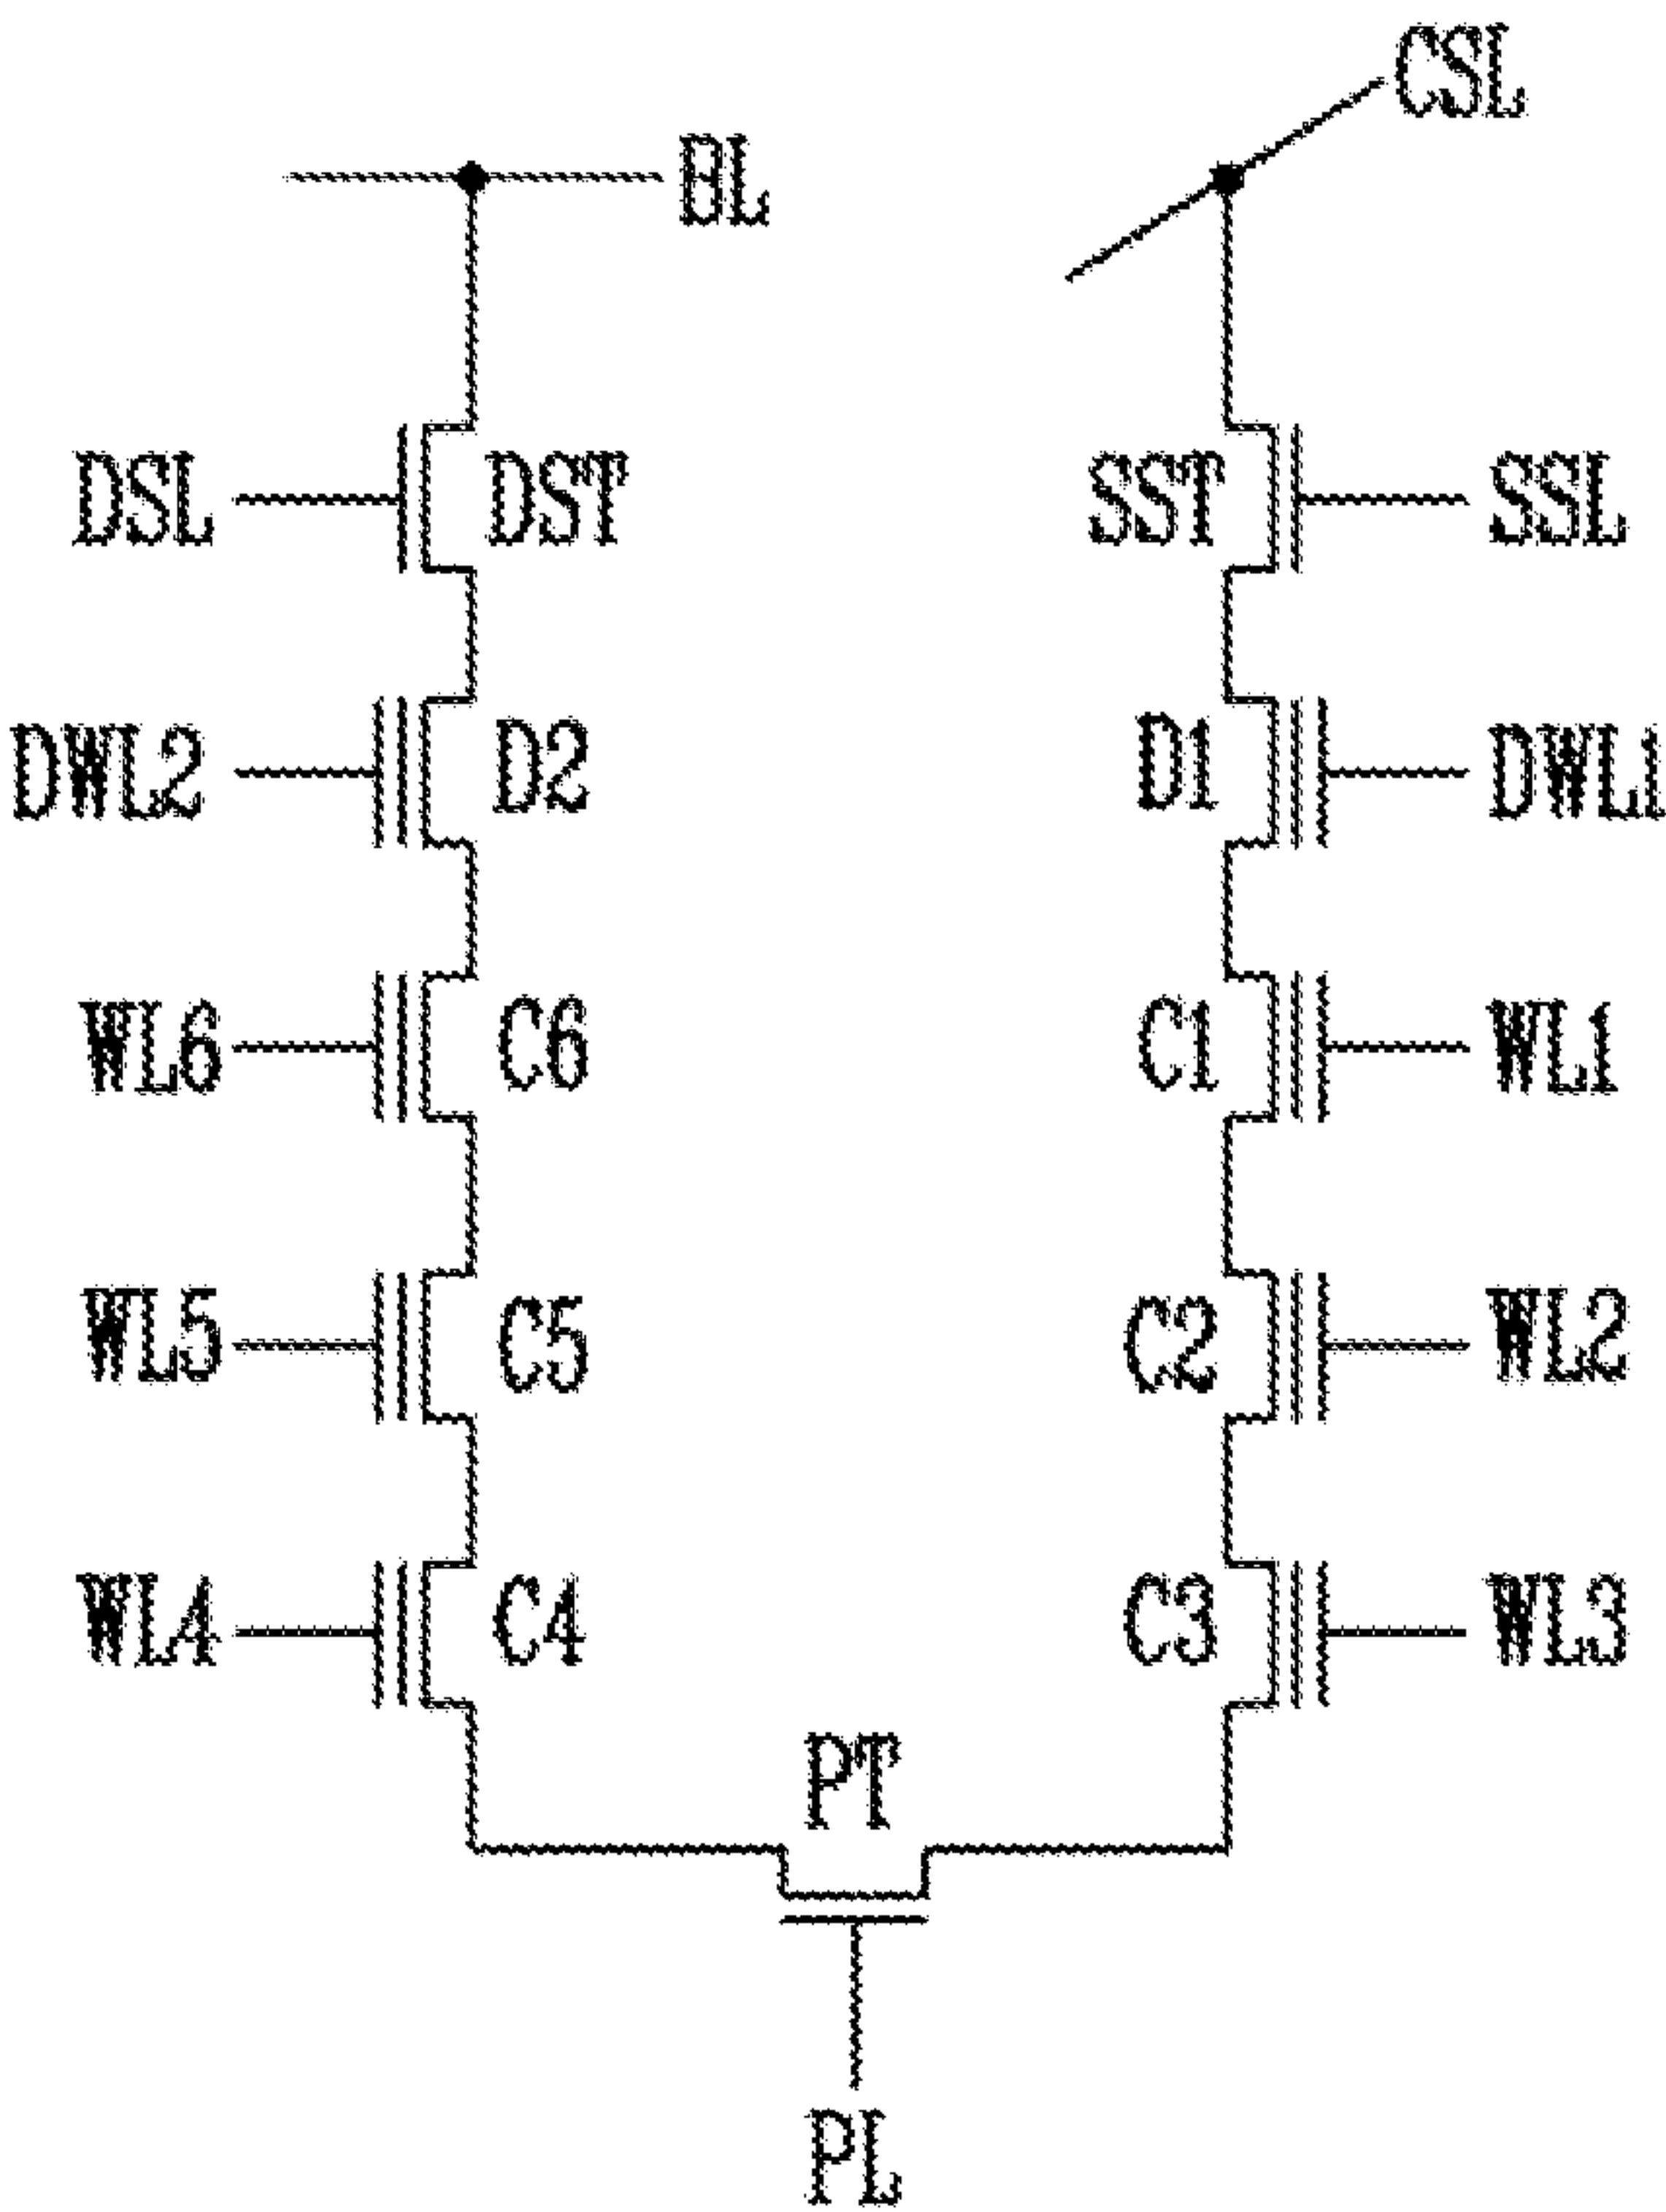 CSL
BL
DSL DST SST SSL
DWL2 D2 D1 DWL1
WL6 C6 C1 WL1
WL5 C5 C2 WL2
WL4 C4 C3 WL3
PT
PL